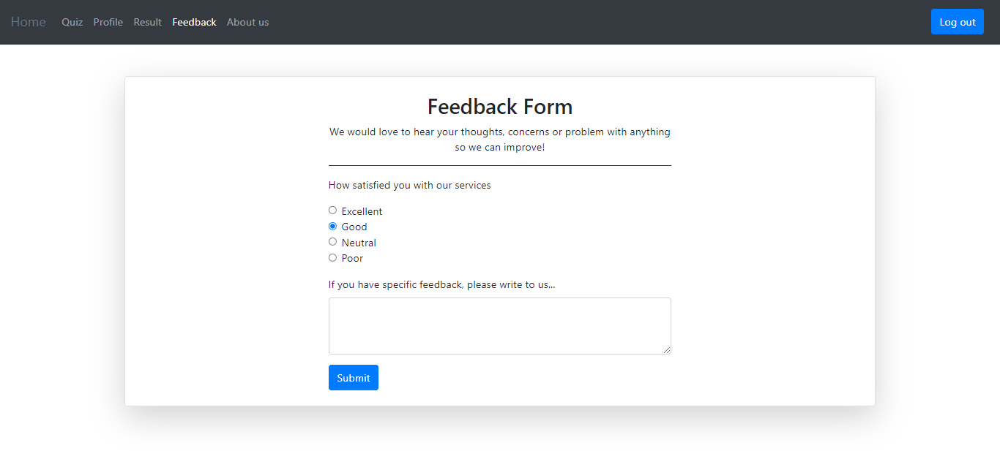 Home Quiz Profile Result Feedback About us Log out
Feedback Form
We would love to hear your thoughts, concerns or problem with anything
so we can improve!
How satisfied you with our services
Excellent
Good
Neutral
Poor
If you have specific feedback, please write to us...
Submit